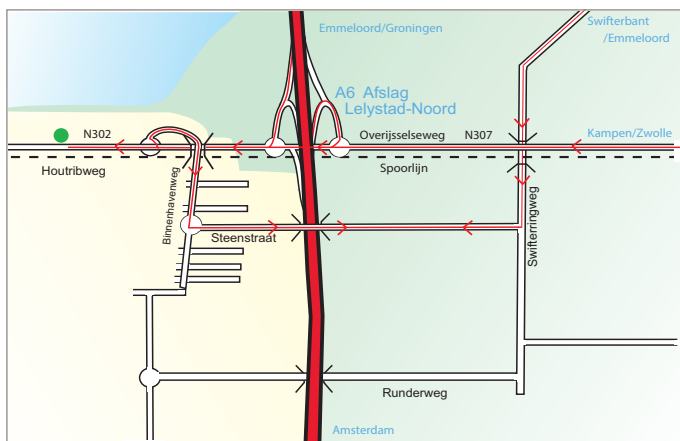 Emmeloord/Groningen
Swifterbant
/Emmeloord
A6 Afslag
Lelystad-Noord
N302
Overijsselseweg
N307
Kampen/Zwolle
Houtribweg
Spoorlijn
Binnenhavenweg
Steenstraat
Swifterringweg
Runderweg
Amsterdam